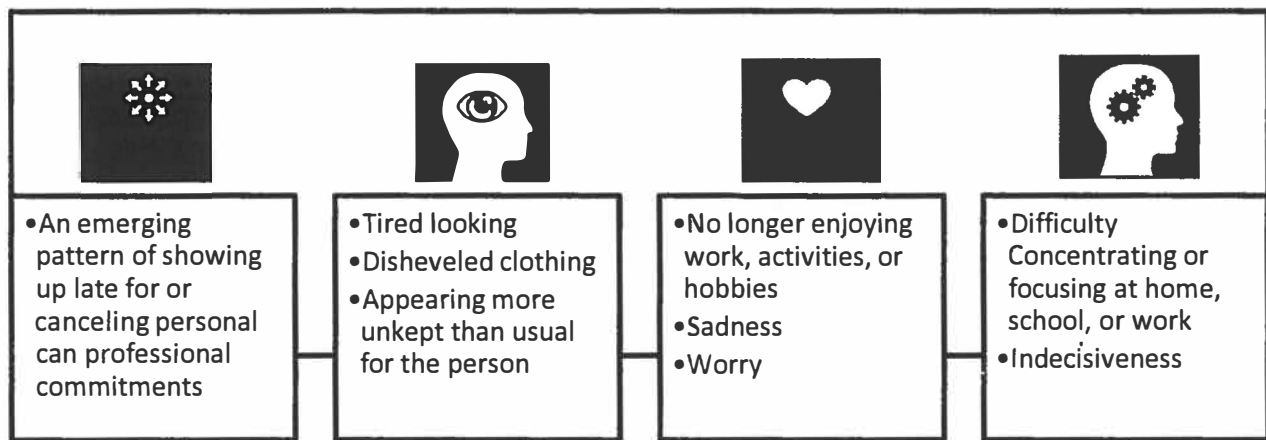 •An emerging
pattern of showing
up late for or
canceling personal
can professional
commitments
•Tired looking
•Disheveled clothing
•Appearing more
unkept than usual
for the person
•No longer enjoying
work, activities, or
hobbies
•Sadness
•Worry
•Difficulty
Concentrating or
focusing at home,
school, or work
•Indecisiveness